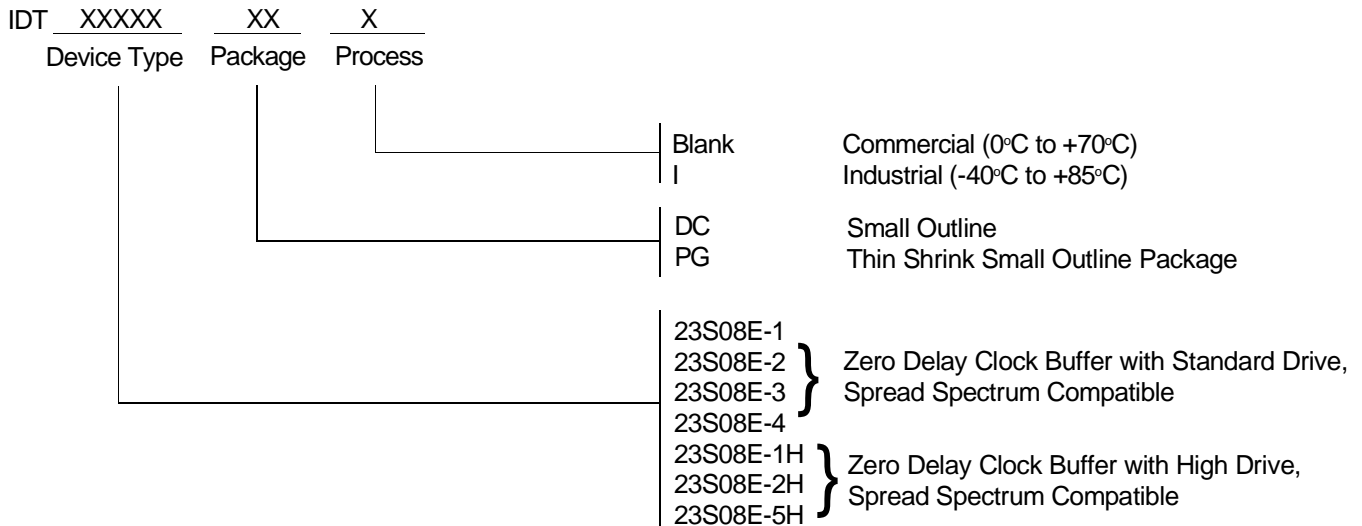 IDT XXXXX XX X
Device Type Package Process
Blank Commercial (0°C to +70°C)
I Industrial (-40°C to +85°C)
DC Small Outline
PG Thin Shrink Small Outline Package
23S08E-1
23S08E-2
23S08E-3
23S08E-4
Zero Delay Clock Buffer with Standard Drive,
Spread Spectrum Compatible
23S08E-1H
23S08E-2H
23S08E-5H
Zero Delay Clock Buffer with High Drive,
Spread Spectrum Compatible